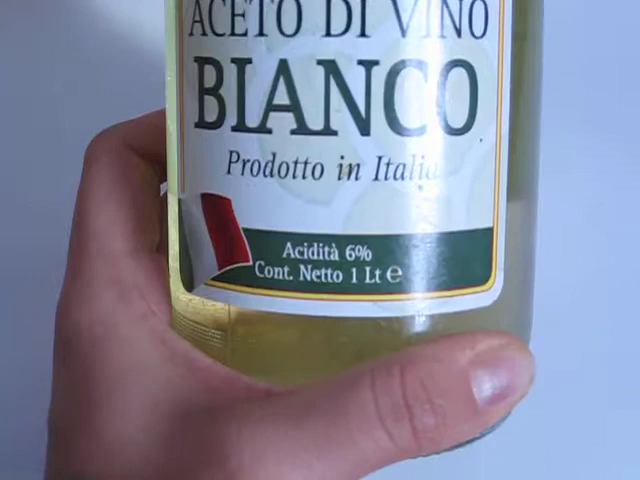 ACETO DI VINO
BIANCO
Prodotto in Italia
Acidità 6%
Cont. Netto 1 Lt ℮